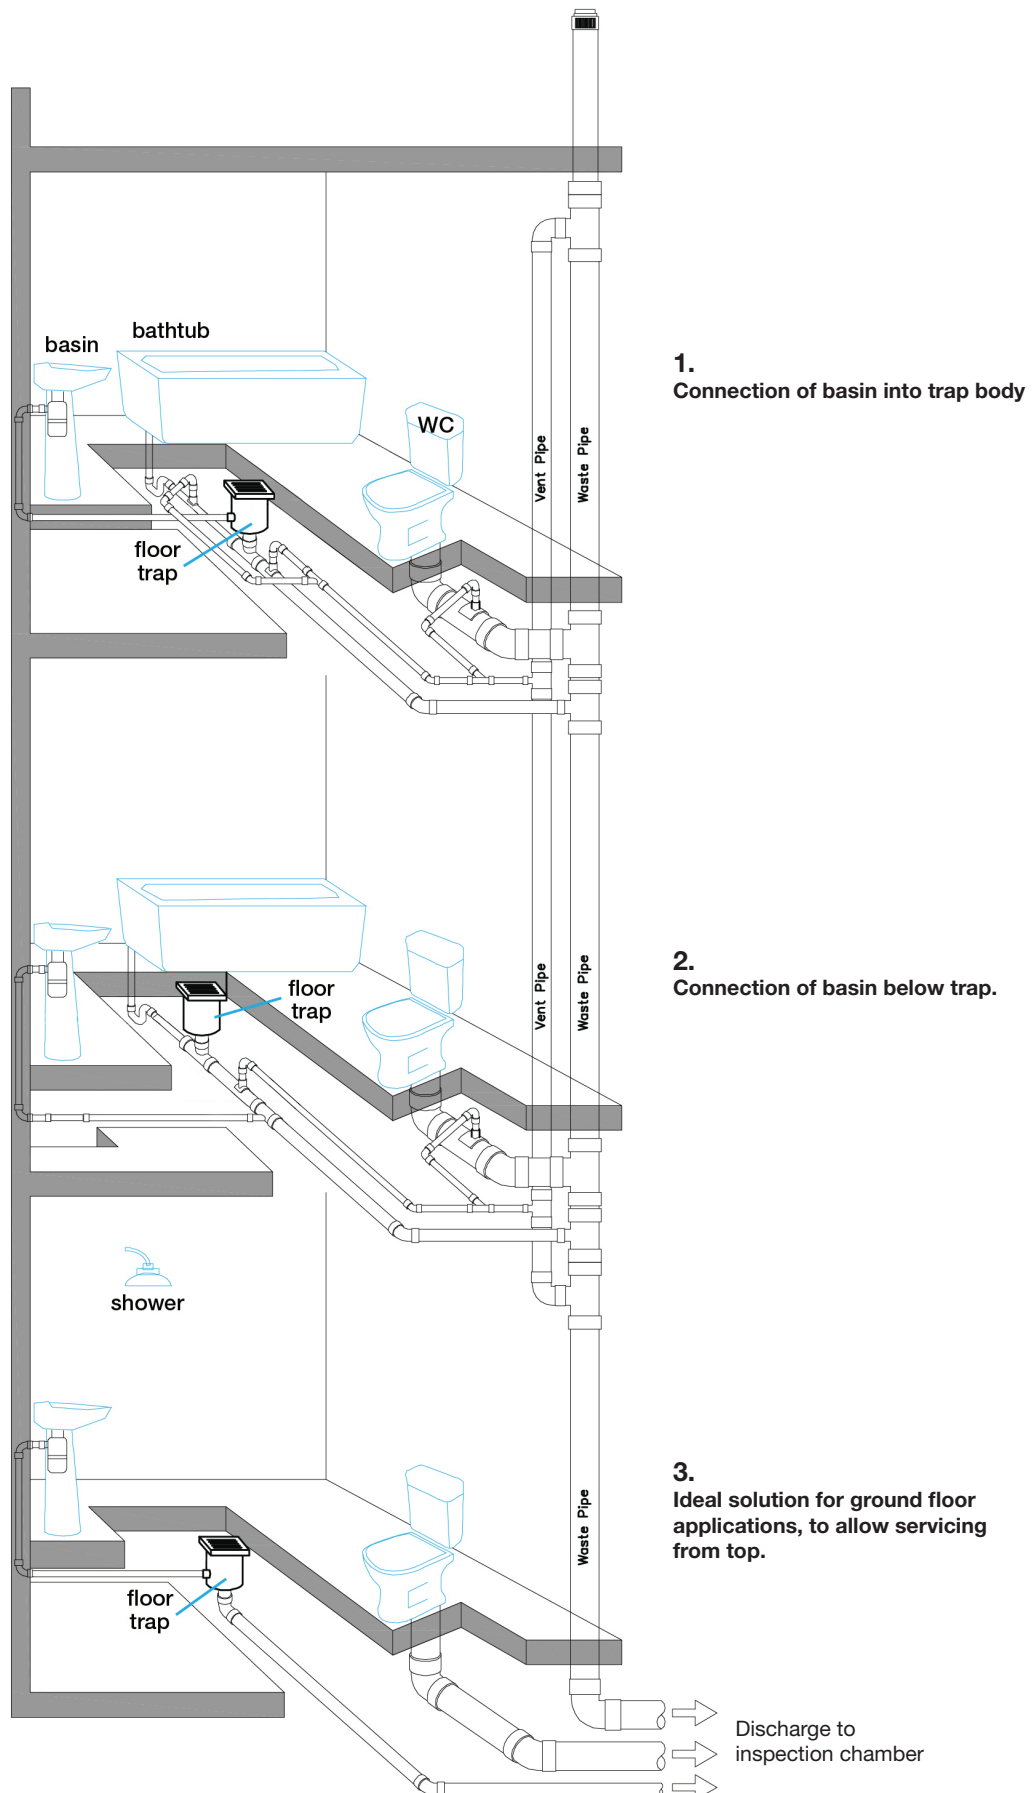 basin
bathtub
WC
Vent Pipe
Waste Pipe
1.
Connection of basin into trap body
floor
trap
floor
trap
Vent Pipe
Waste Pipe
2.
Connection of basin below trap.
shower
Waste Pipe
3.
Ideal solution for ground floor
applications, to allow servicing
from top.
floor
trap
Discharge to
inspection chamber